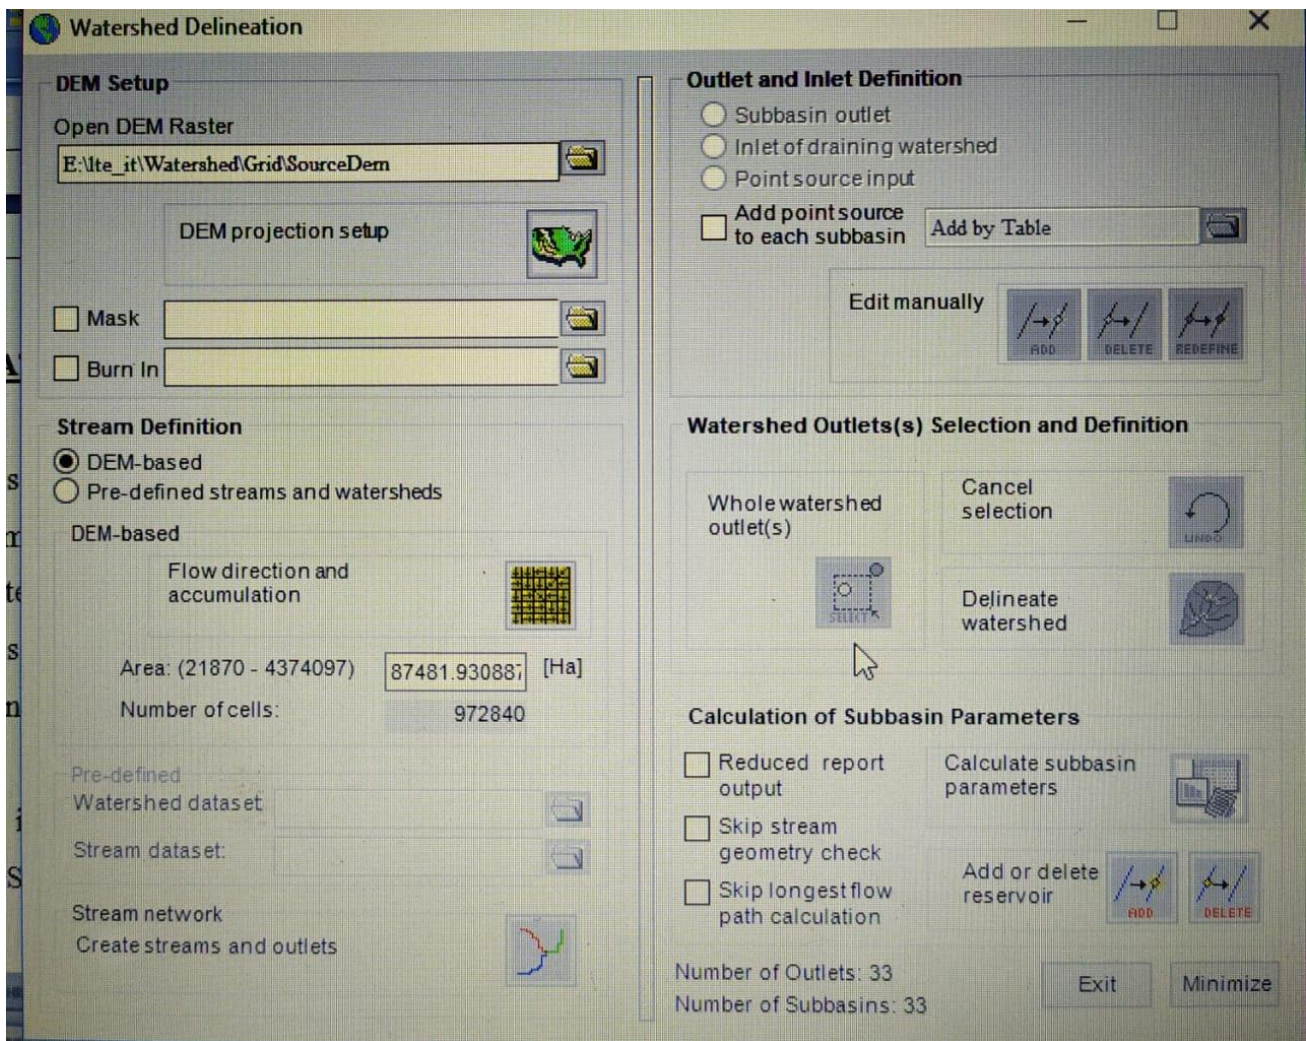 Watershed Delineation
DEM Setup
Open DEM Raster
E:\lte_it\Watershed\Grid\SourceDem
DEM projection setup
Mask
Burn In
Stream Definition
DEM-based
Pre-defined streams and watersheds
DEM-based
Flow direction and
accumulation
Area: (21870 - 4374097)
87481.930887
[Ha]
Number of cells:
972840
Pre-defined
Watershed dataset
Stream dataset:
Stream network
Create streams and outlets
Outlet and Inlet Definition
Subbasin outlet
Inlet of draining watershed
Point source input
Add point source
to each subbasin
Add by Table
Edit manually
ADD
DELETE
REDEFINE
Watershed Outlets(s) Selection and Definition
Whole watershed
outlet(s)
SELECT
Cancel
selection
UNDO
Delineate
watershed
Calculation of Subbasin Parameters
Reduced report
output
Skip stream
geometry check
Skip longest flow
path calculation
Calculate subbasin
parameters
Add or delete
reservoir
ADD
DELETE
Number of Outlets: 33
Number of Subbasins: 33
Exit
Minimize